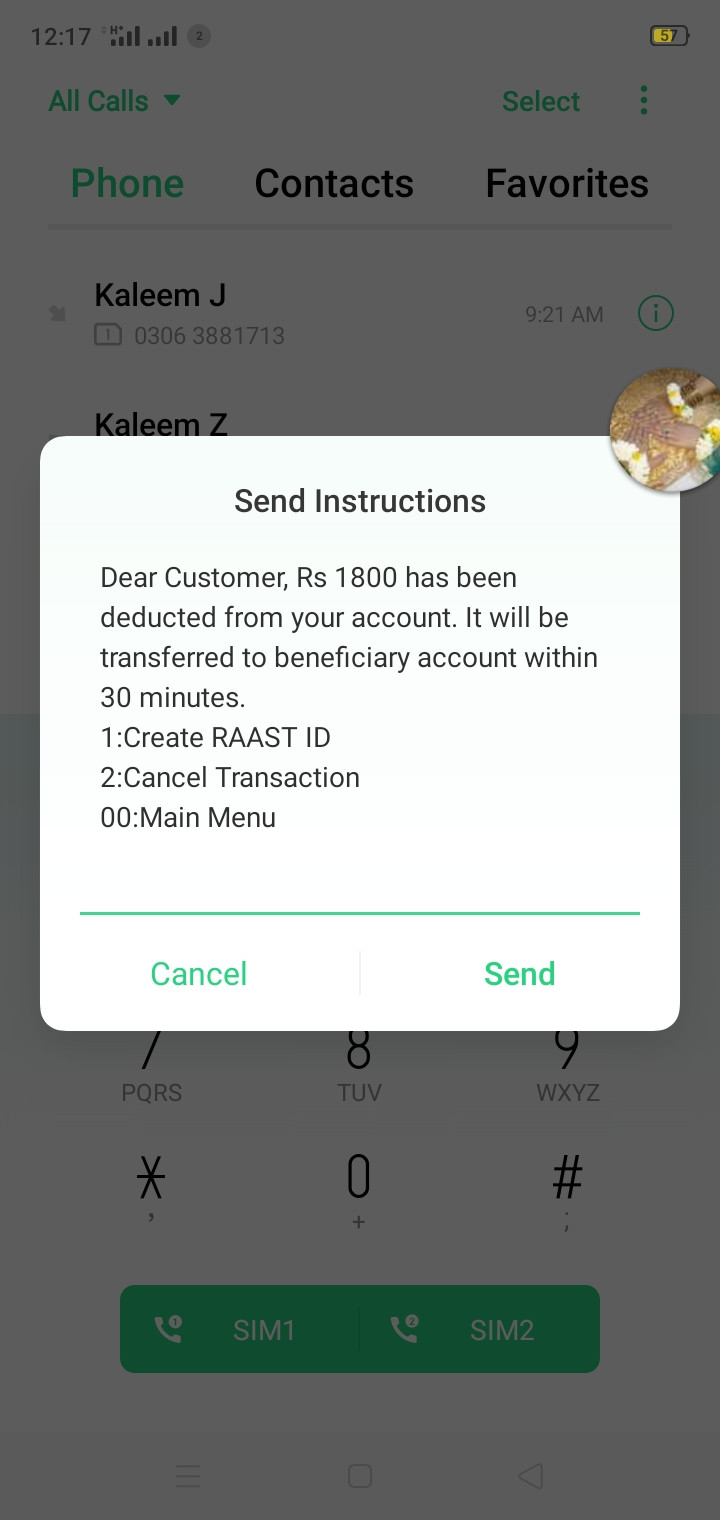 12:17 H+ 2 57
All Calls Select
Phone Contacts Favorites
Kaleem J
1 0306 3881713 9:21 AM
Kaleem Z
Send Instructions
Dear Customer, Rs 1800 has been
deducted from your account. It will be
transferred to beneficiary account within
30 minutes.
1:Create RAAST ID
2:Cancel Transaction
00:Main Menu
Cancel Send
7 8 9
PQRS TUV WXYZ
* 0 #
, + ;
1 SIM1 2 SIM2